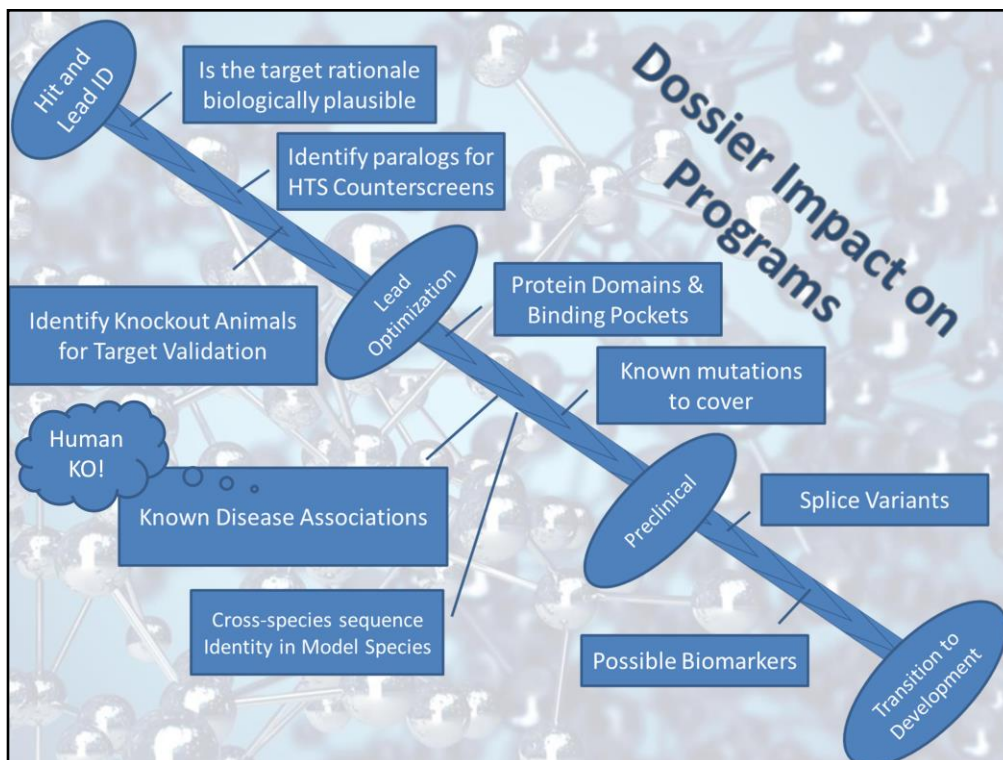 Dossier Impact on
Programs
Hit and
Lead ID
Is the target rationale
biologically plausible
Identify paralogs for
HTS Counterscreens
Identify Knockout Animals
for Target Validation
Lead
Optimization
Protein Domains &
Binding Pockets
Known mutations
to cover
Human
KO!
Known Disease Associations
Cross-species sequence
Identity in Model Species
Preclinical
Splice Variants
Possible Biomarkers
Transition to
Development